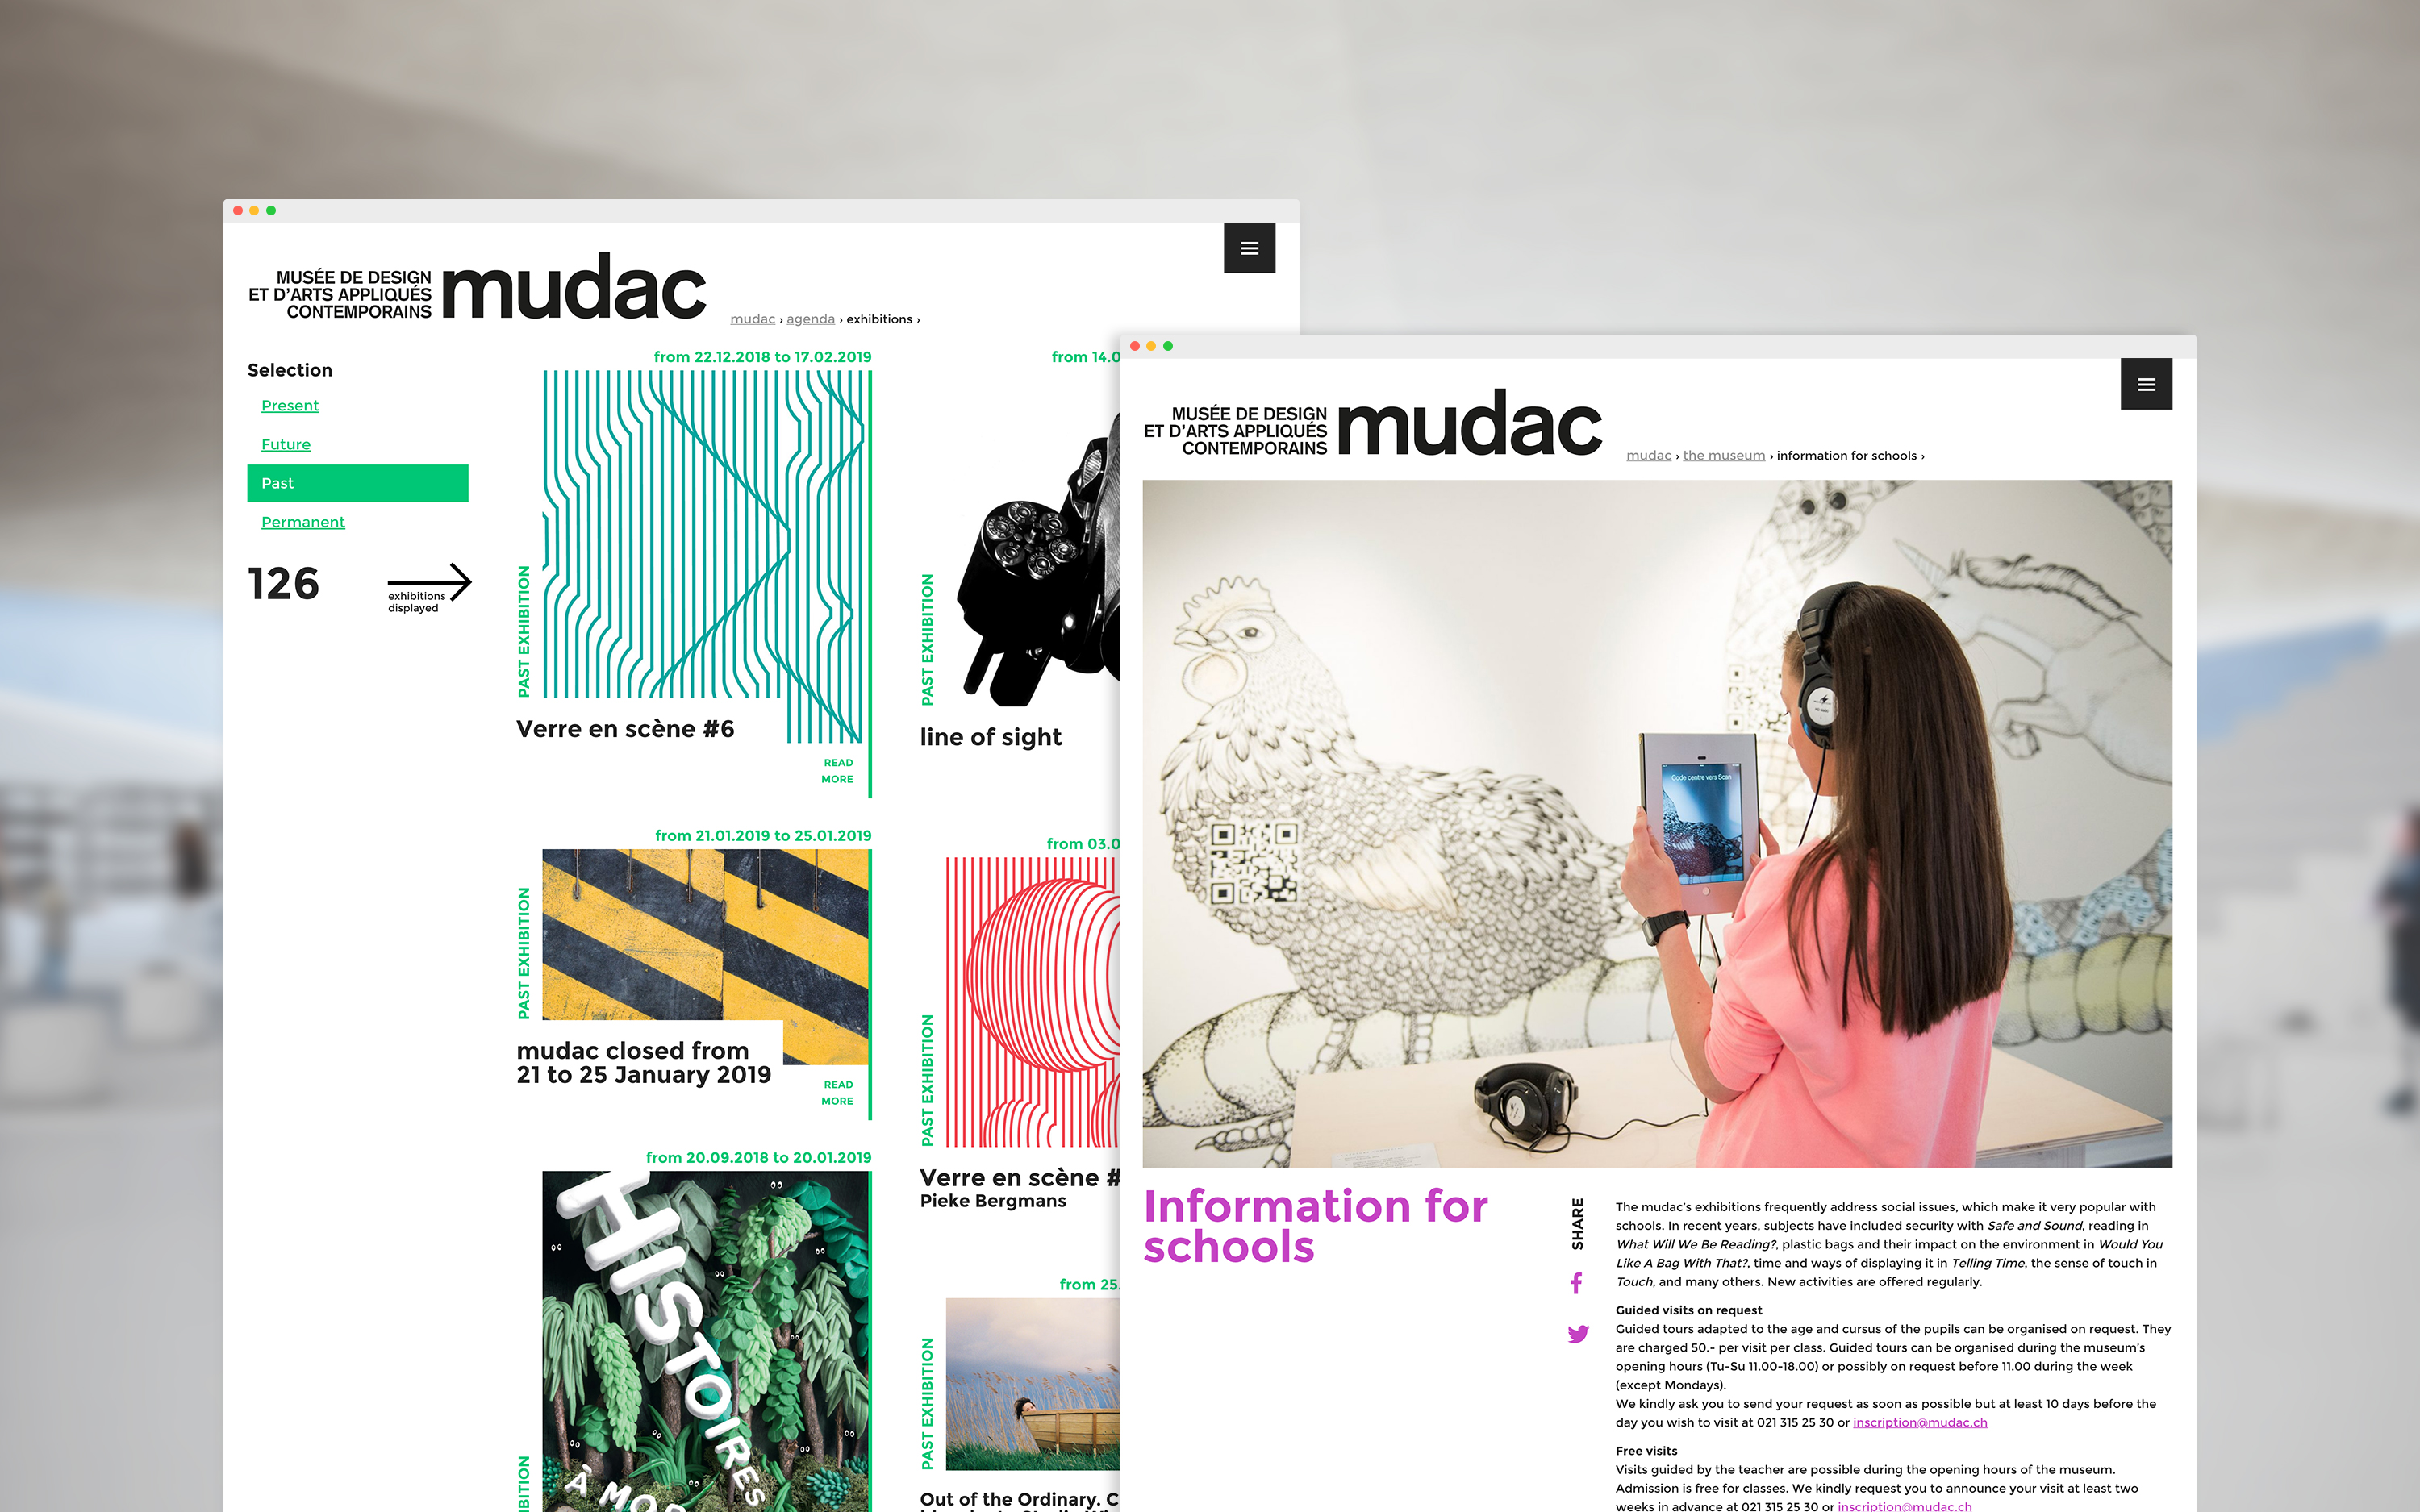 MUSÉE DE DESIGN
ET D'ARTS APPLIQUÉS
CONTEMPORAINS
mudac
mudac › agenda › exhibitions ›
Selection
Present
Future
Past
Permanent
126
exhibitions
displayed
from 22.12.2018 to 17.02.2019
PAST EXHIBITION
Verre en scène #6
READ
MORE
from 21.01.2019 to 25.01.2019
PAST EXHIBITION
mudac closed from
21 to 25 January 2019
READ
MORE
from 20.09.2018 to 20.01.2019
HISTOIRES
À
from 14.0
PAST EXHIBITION
line of sight
from 03.0
PAST EXHIBITION
Verre en scène #
Pieke Bergmans
from 25.
PAST EXHIBITION
Out of the Ordinary. C
MUSÉE DE DESIGN
ET D'ARTS APPLIQUÉS
CONTEMPORAINS
mudac
mudac › the museum › information for schools ›
Code centre vers Scan
Information for
schools
SHARE
The mudac's exhibitions frequently address social issues, which make it very popular with
schools. In recent years, subjects have included security with Safe and Sound, reading in
What Will We Be Reading?, plastic bags and their impact on the environment in Would You
Like A Bag With That?, time and ways of displaying it in Telling Time, the sense of touch in
Touch, and many others. New activities are offered regularly.
Guided visits on request
Guided tours adapted to the age and cursus of the pupils can be organised on request. They
are charged 50.- per visit per class. Guided tours can be organised during the museum's
opening hours (Tu-Su 11.00-18.00) or possibly on request before 11.00 during the week
(except Mondays).
We kindly ask you to send your request as soon as possible but at least 10 days before the
day you wish to visit at 021 315 25 30 or inscription@mudac.ch
Free visits
Visits guided by the teacher are possible during the opening hours of the museum.
Admission is free for classes. We kindly request you to announce your visit at least two
weeks in advance at 021 315 25 30 or inscription@mudac.ch